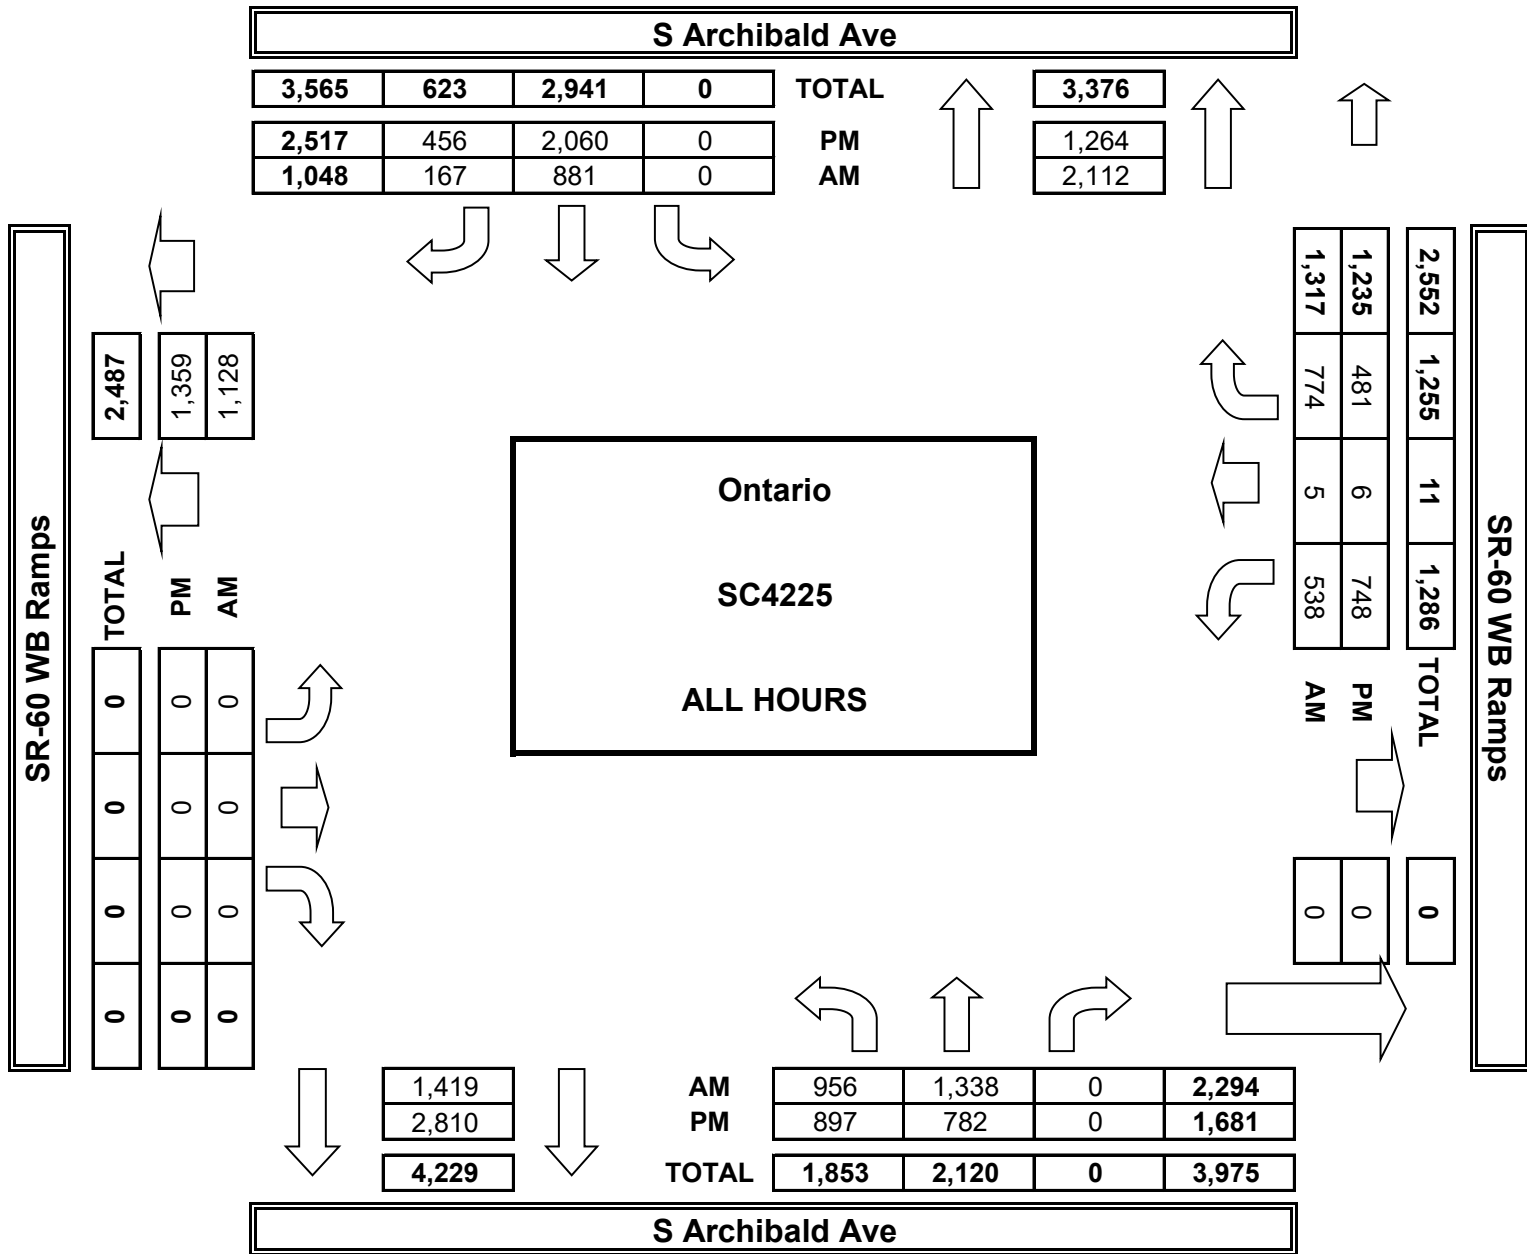 S Archibald Ave
3,565 623 2,941 0 TOTAL 3,376
2,517 456 2,060 0 PM 1,264
1,048 167 881 0 AM 2,112
SR-60 WB Ramps
2,487 1,359 1,128
TOTAL PM AM
0 0 0
0 0 0
0 0 0
0 0 0
Ontario
SC4225
ALL HOURS
1,317 1,235 2,552
774 481 1,255
5 6 11
538 748 1,286
AM PM TOTAL
0 0 0
SR-60 WB Ramps
1,419 AM 956 1,338 0 2,294
2,810 PM 897 782 0 1,681
4,229 TOTAL 1,853 2,120 0 3,975
S Archibald Ave